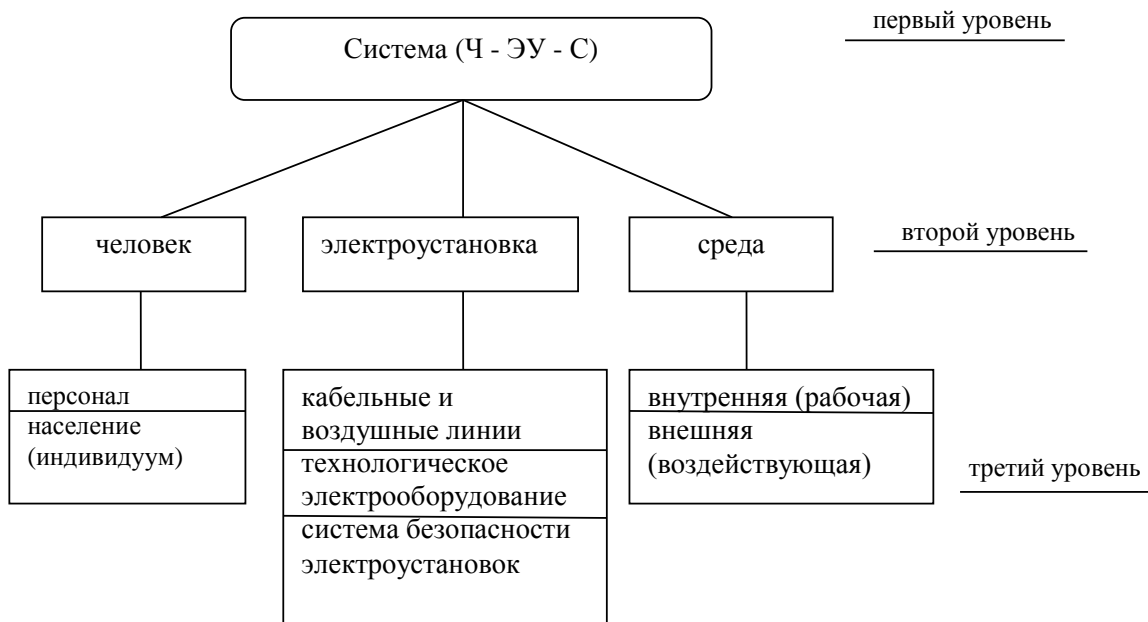 первый уровень
Система (Ч - ЭУ - С)
человек
электроустановка
среда
второй уровень
персонал
население
(индивидуум)
кабельные и
воздушные линии
технологическое
электрооборудование
система безопасности
электроустановок
внутренняя (рабочая)
внешняя
(воздействующая)
третий уровень